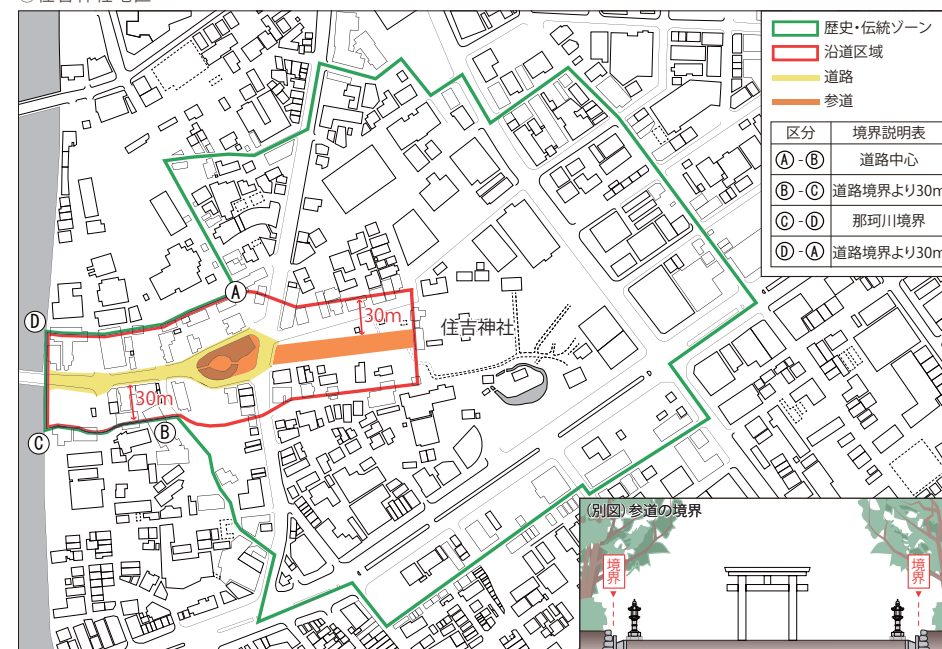 歴史・伝統ゾーン
沿道区域
道路
参道
区分 境界説明表
Ⓐ-Ⓑ 道路中心
Ⓑ-Ⓒ 道路境界より30m
Ⓒ-Ⓓ 那珂川境界
Ⓓ-Ⓐ 道路境界より30m
Ⓐ
Ⓓ
30m
住吉神社
30m
Ⓑ
Ⓒ
(別図)参道の境界
境界
境界